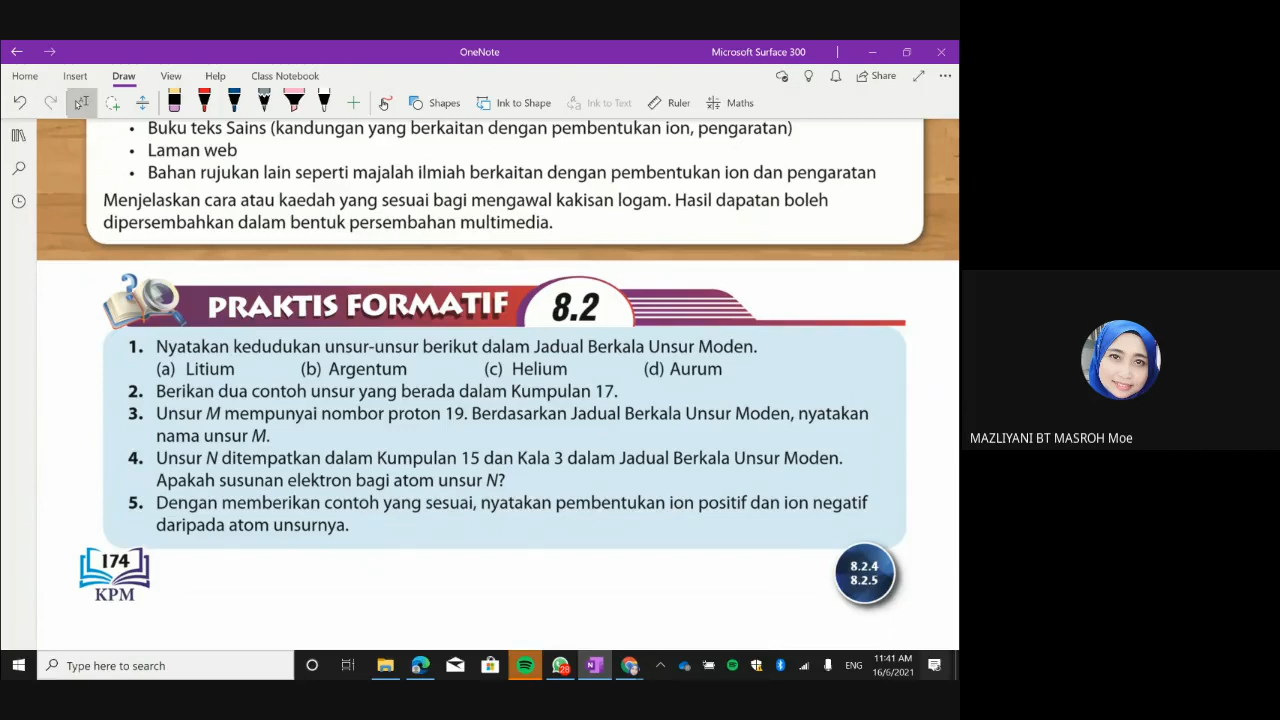 OneNote
Microsoft Surface 300
Home Insert Draw View Help Class Notebook
Share
Shapes Ink to Shape Ink to Text Ruler Maths
• Buku teks Sains (kandungan yang berkaitan dengan pembentukan ion, pengaratan)
• Laman web
• Bahan rujukan lain seperti majalah ilmiah berkaitan dengan pembentukan ion dan pengaratan
Menjelaskan cara atau kaedah yang sesuai bagi mengawal kakisan logam. Hasil dapatan boleh
dipersembahkan dalam bentuk persembahan multimedia.
PRAKTIS FORMATIF 8.2
1. Nyatakan kedudukan unsur-unsur berikut dalam Jadual Berkala Unsur Moden.
(a) Litium (b) Argentum (c) Helium (d) Aurum
2. Berikan dua contoh unsur yang berada dalam Kumpulan 17.
3. Unsur M mempunyai nombor proton 19. Berdasarkan Jadual Berkala Unsur Moden, nyatakan
nama unsur M.
4. Unsur N ditempatkan dalam Kumpulan 15 dan Kala 3 dalam Jadual Berkala Unsur Moden.
Apakah susunan elektron bagi atom unsur N?
5. Dengan memberikan contoh yang sesuai, nyatakan pembentukan ion positif dan ion negatif
daripada atom unsurnya.
174
KPM
8.2.4
8.2.5
MAZLIYANI BT MASROH Moe
Type here to search
28
ENG
11:41 AM
16/6/2021